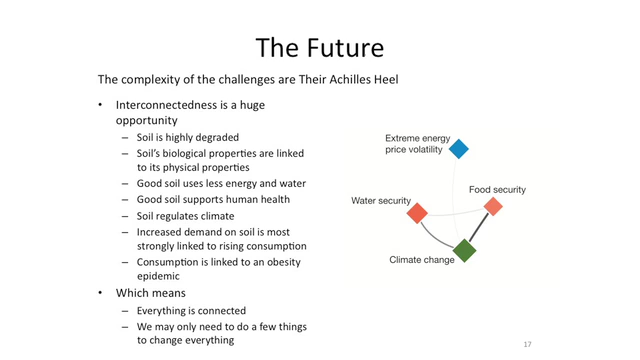 The Future
The complexity of the challenges are Their Achilles Heel
• Interconnectedness is a huge
opportunity
– Soil is highly degraded
– Soil's biological properties are linked
to its physical properties
– Good soil uses less energy and water
– Good soil supports human health
– Soil regulates climate
– Increased demand on soil is most
strongly linked to rising consumption
– Consumption is linked to an obesity
epidemic
• Which means
– Everything is connected
– We may only need to do a few things
to change everything
Extreme energy
price volatility
Food security
Water security
Climate change
17